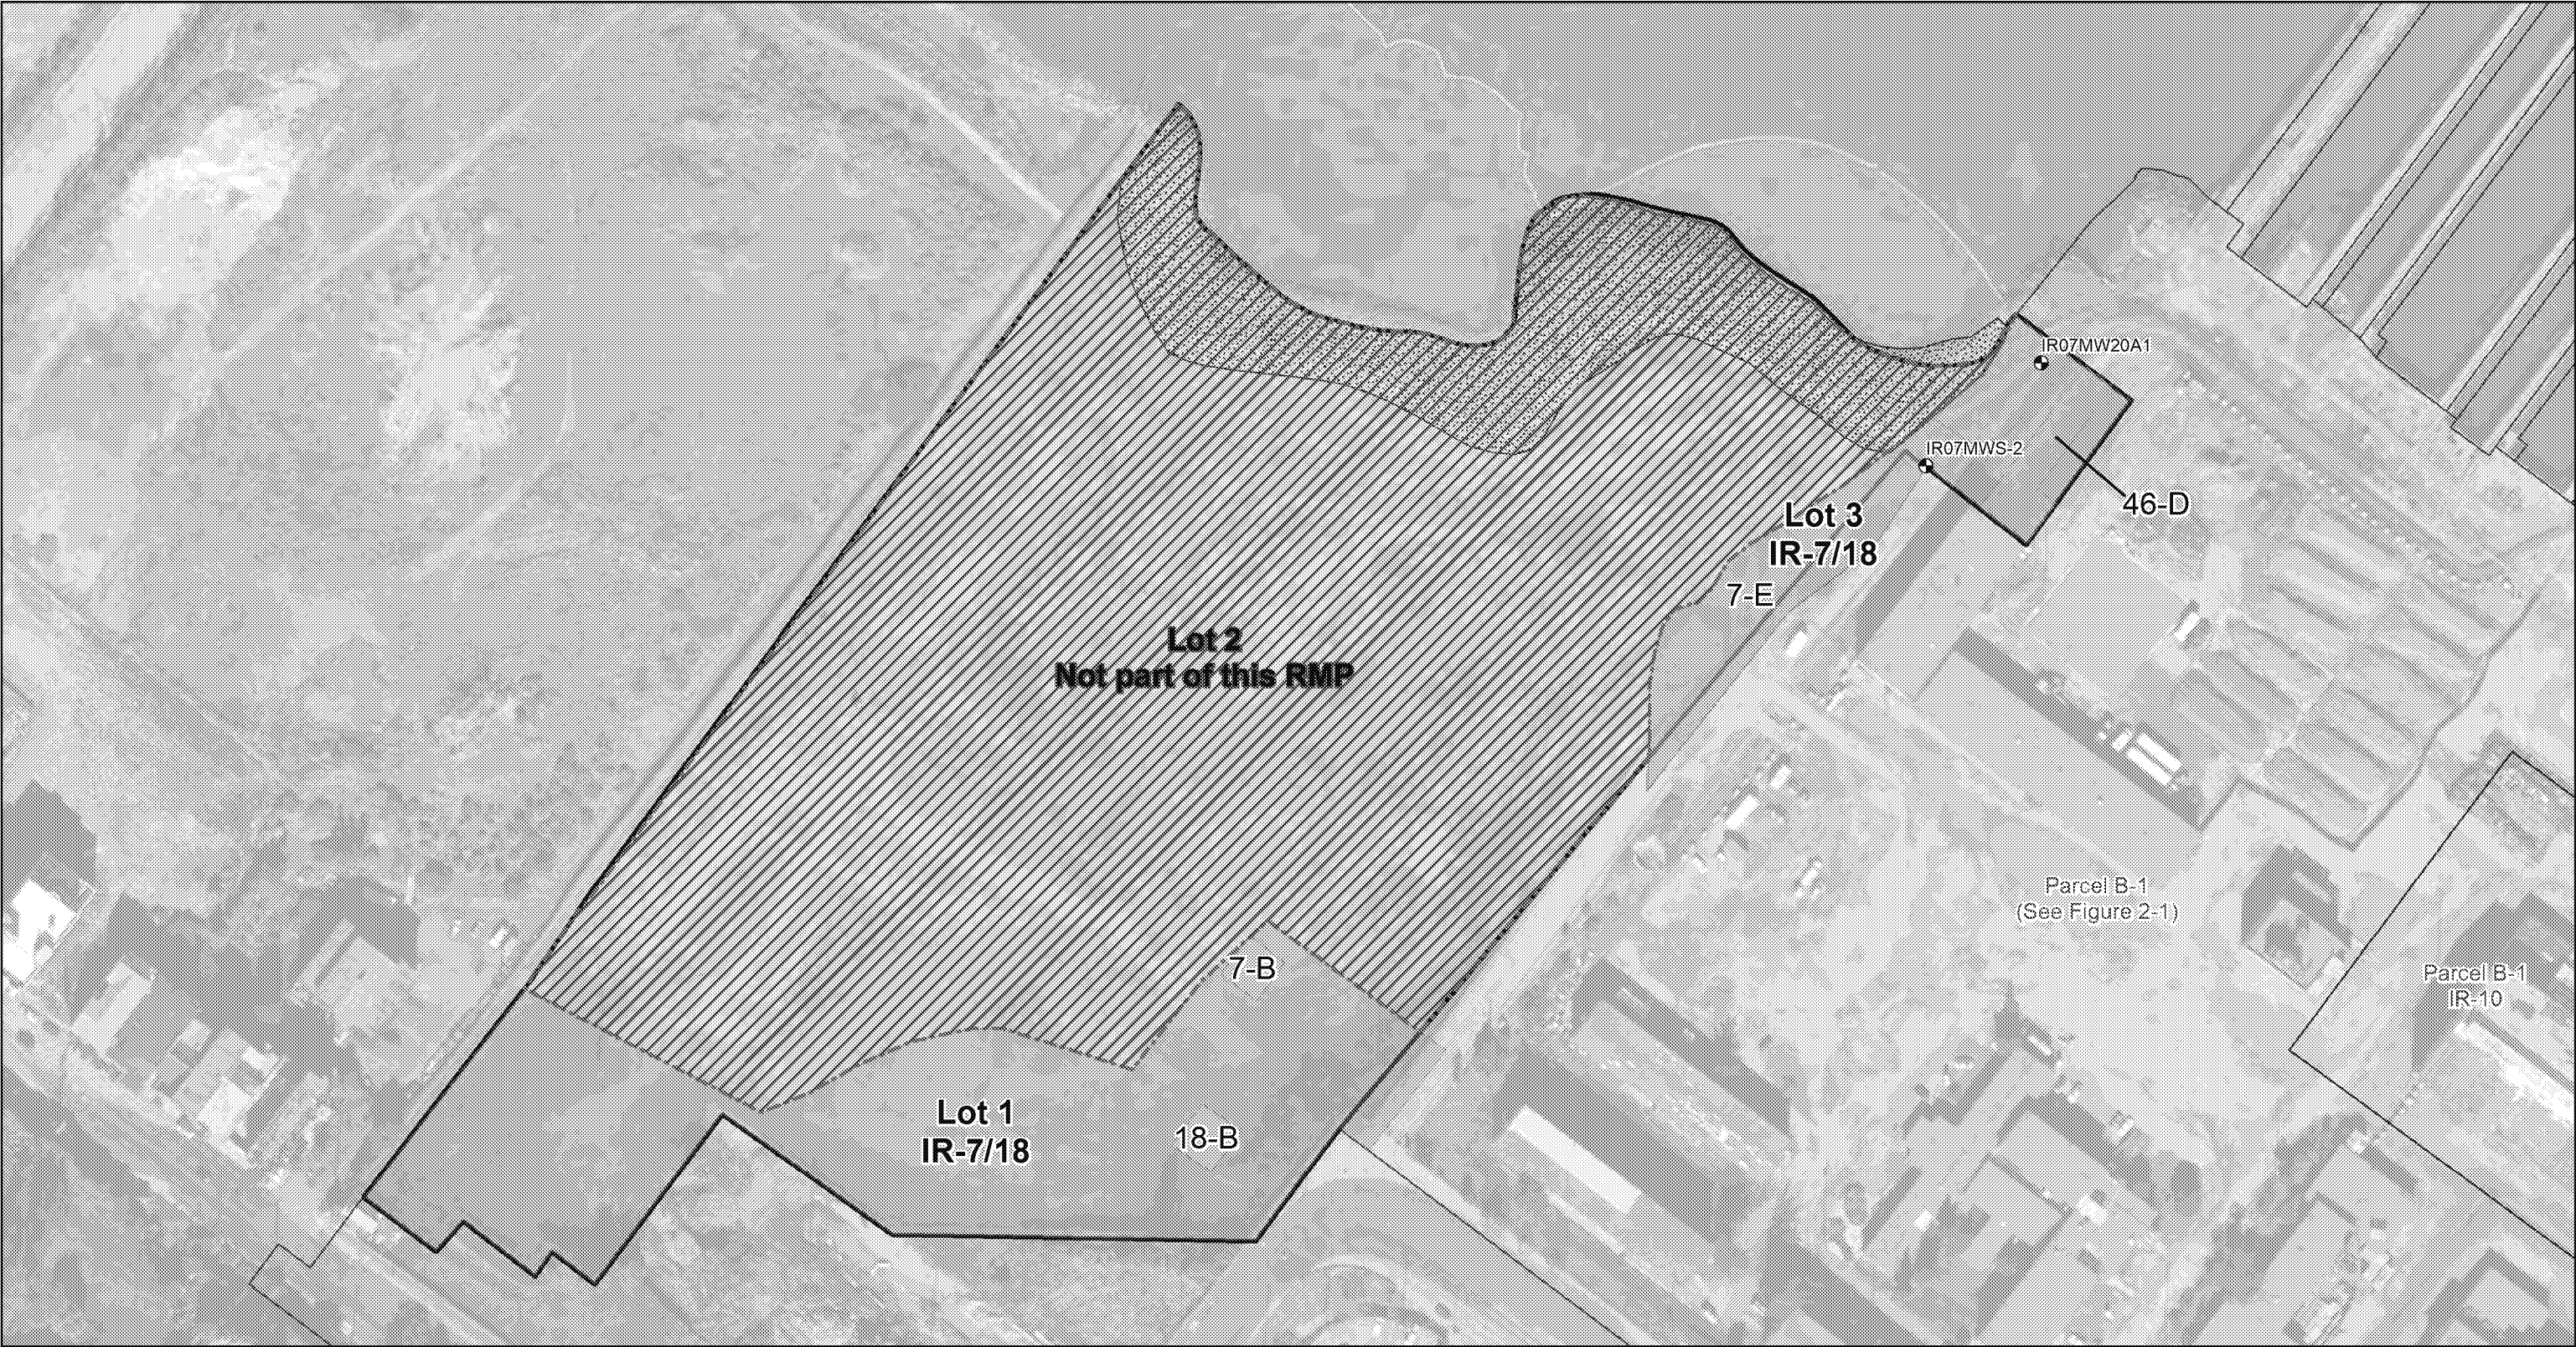 IR07MW20A1
IR07MWS-2
46-D
Lot 3
IR-7/18
7-E
Lot 2
Not part of this RMP
Parcel B-1
(See Figure 2-1)
7-B
Parcel B-1
IR-10
Lot 1
IR-7/18
18-B